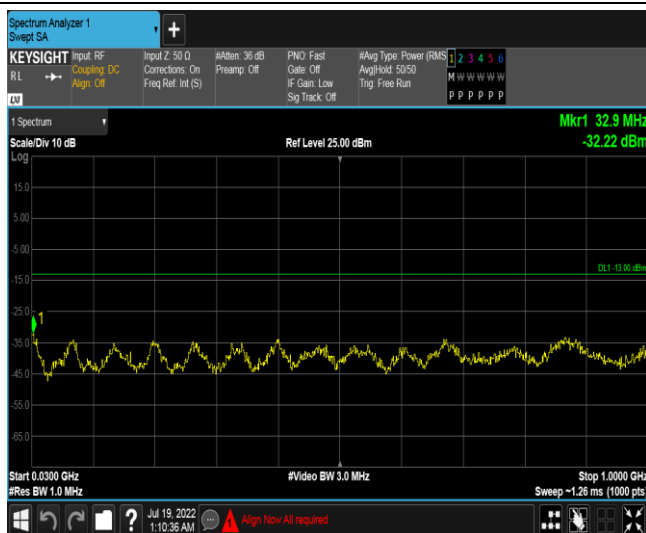 Spectrum Analyzer 1
Swept SA
+
KEYSIGHT Input: RF Input Z: 50 Ω #Atten: 36 dB PNO: Fast #Avg Type: Power (RMS 1 2 3 4 5 6
RL Coupling: DC Corrections: On Preamp: Off Gate: Off Avg|Hold: 50/50 M W W W W W
Align: Off Freq Ref: Int (S) IF Gain: Low Trig: Free Run
LXI Sig Track: Off P P P P P P
1 Spectrum Mkr1 32.9 MHz
Scale/Div 10 dB Ref Level 25.00 dBm -32.22 dBm
Log
15.0
5.00
-5.00
DL1 -13.00 dBm
-15.0
-25.0
1
-35.0
-45.0
-55.0
-65.0
Start 0.0300 GHz #Video BW 3.0 MHz Stop 1.0000 GHz
#Res BW 1.0 MHz Sweep ~1.26 ms (1000 pts)
? Jul 19, 2022
1:10:36 AM Align Now All required